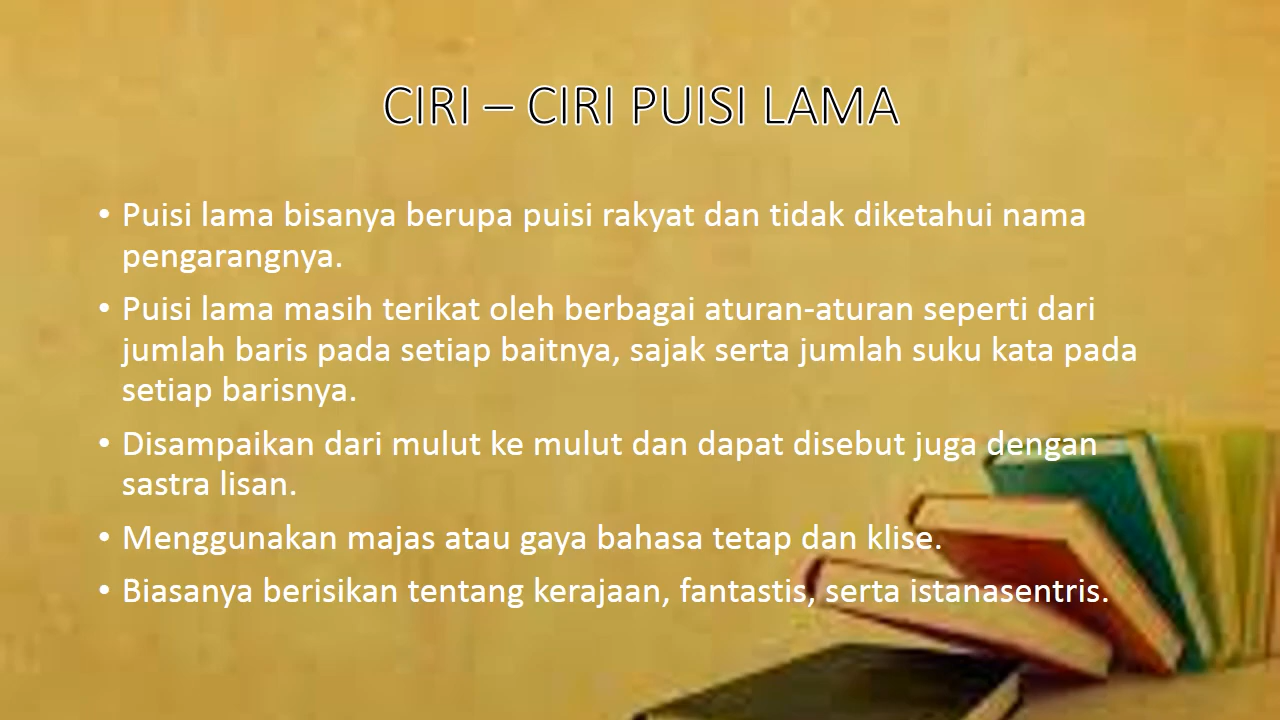 CIRI – CIRI PUISI LAMA
• Puisi lama bisanya berupa puisi rakyat dan tidak diketahui nama
pengarangnya.
• Puisi lama masih terikat oleh berbagai aturan-aturan seperti dari
jumlah baris pada setiap baitnya, sajak serta jumlah suku kata pada
setiap barisnya.
• Disampaikan dari mulut ke mulut dan dapat disebut juga dengan
sastra lisan.
• Menggunakan majas atau gaya bahasa tetap dan klise.
• Biasanya berisikan tentang kerajaan, fantastis, serta istanasentris.